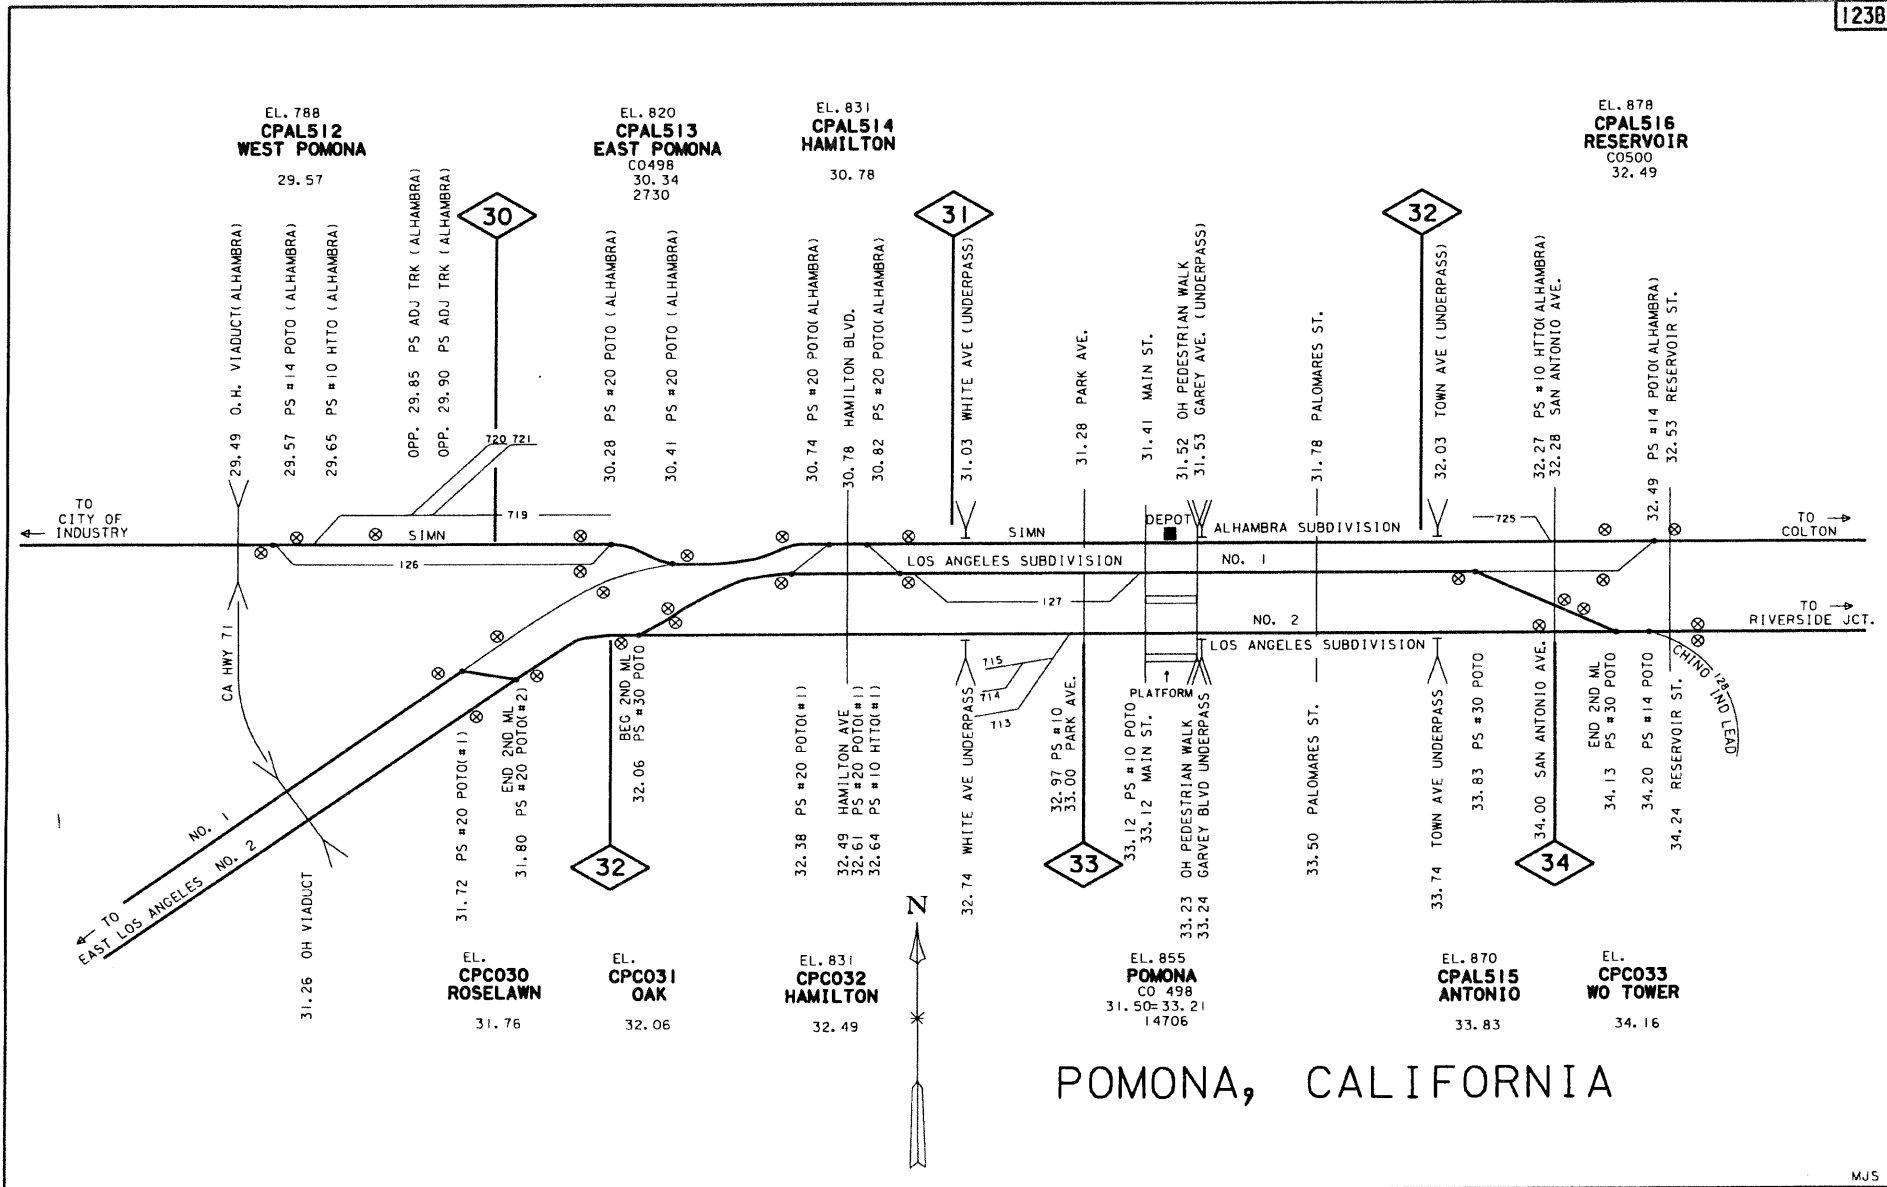 123B
EL. 788
CPAL512
WEST POMONA
29.57
EL. 820
CPAL513
EAST POMONA
CO498
30.34
2730
EL. 831
CPAL514
HAMILTON
30.78
EL. 878
CPAL516
RESERVOIR
CO500
32.49
30
31
32
29.49 O.H. VIADUCT(ALHAMBRA)
29.57 PS #14 POTO (ALHAMBRA)
29.65 PS #10 HTTO (ALHAMBRA)
OPP. 29.85 PS ADJ TRK (ALHAMBRA)
OPP. 29.90 PS ADJ TRK (ALHAMBRA)
30.28 PS #20 POTO (ALHAMBRA)
30.41 PS #20 POTO (ALHAMBRA)
30.74 PS #20 POTO(ALHAMBRA)
30.78 HAMILTON BLVD.
30.82 PS #20 POTO(ALHAMBRA)
31.03 WHITE AVE (UNDERPASS)
31.28 PARK AVE.
31.41 MAIN ST.
31.52 OH PEDESTRIAN WALK
31.53 GAREY AVE. (UNDERPASS)
31.78 PALOMARES ST.
32.03 TOWN AVE (UNDERPASS)
32.27 PS #10 HTTO(ALHAMBRA)
32.28 SAN ANTONIO AVE.
32.49 PS #14 POTO(ALHAMBRA)
32.53 RESERVOIR ST.
720 721
719
TO
CITY OF
INDUSTRY
SIMN
126
SIMN
DEPOT
ALHAMBRA SUBDIVISION
725
TO
COLTON
LOS ANGELES SUBDIVISION
NO. 1
127
NO. 2
TO
RIVERSIDE JCT.
LOS ANGELES SUBDIVISION
CA HWY 71
715
714
713
PLATFORM
128
CHINO IND LEAD
NO. 1
NO. 2
TO
EAST LOS ANGELES
31.26 OH VIADUCT
31.72 PS #20 POTO(#1)
END 2ND ML
31.80 PS #20 POTO(#2)
BEG 2ND ML
32.06 PS #30 POTO
32.38 PS #20 POTO(#1)
32.49 HAMILTON AVE
32.61 PS #20 POTO(#1)
32.64 PS #10 HTTO(#1)
32.74 WHITE AVE UNDERPASS
32.97 PS #10
33.00 PARK AVE.
33.12 PS #10 POTO
33.12 MAIN ST.
33.23 OH PEDESTRIAN WALK
33.24 GARVEY BLVD UNDERPASS
33.50 PALOMARES ST.
33.74 TOWN AVE UNDERPASS
33.83 PS #30 POTO
34.00 SAN ANTONIO AVE.
END 2ND ML
34.13 PS #30 POTO
34.20 PS #14 POTO
34.24 RESERVOIR ST.
32
33
34
N
EL.
CPCO30
ROSELAWN
31.76
EL.
CPCO31
OAK
32.06
EL. 831
CPCO32
HAMILTON
32.49
EL. 855
POMONA
CO 498
31.50=33.21
14706
EL. 870
CPAL515
ANTONIO
33.83
EL.
CPCO33
WO TOWER
34.16
POMONA, CALIFORNIA
MJS